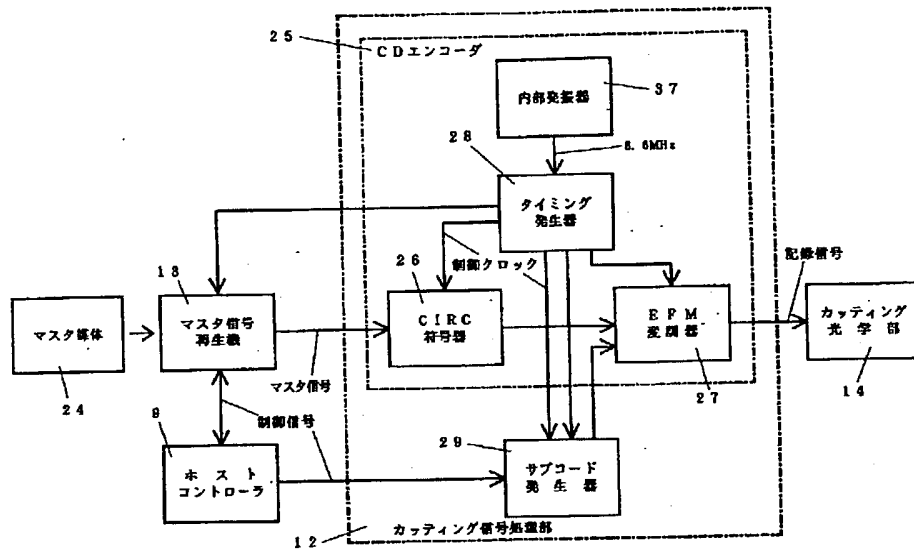 25
CDエンコーダ
内部発振器
37
28
8.6MHz
タイミング
発生器
13
26
制御クロック
記録信号
マスタ媒体
マスタ信号
再生機
CIRC
符号器
EFM
変調器
カッティング
光学部
マスタ信号
24
27
14
9
制御信号
29
ホスト
コントローラ
サブコード
発生器
12
カッティング信号処理部